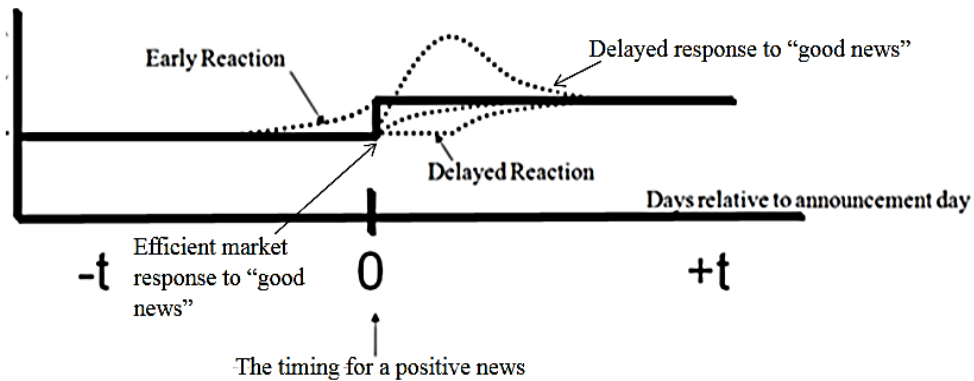 Early Reaction
Delayed response to “good news”
Delayed Reaction
Days relative to announcement day
Efficient market
response to “good
news”
-t
0
+t
The timing for a positive news